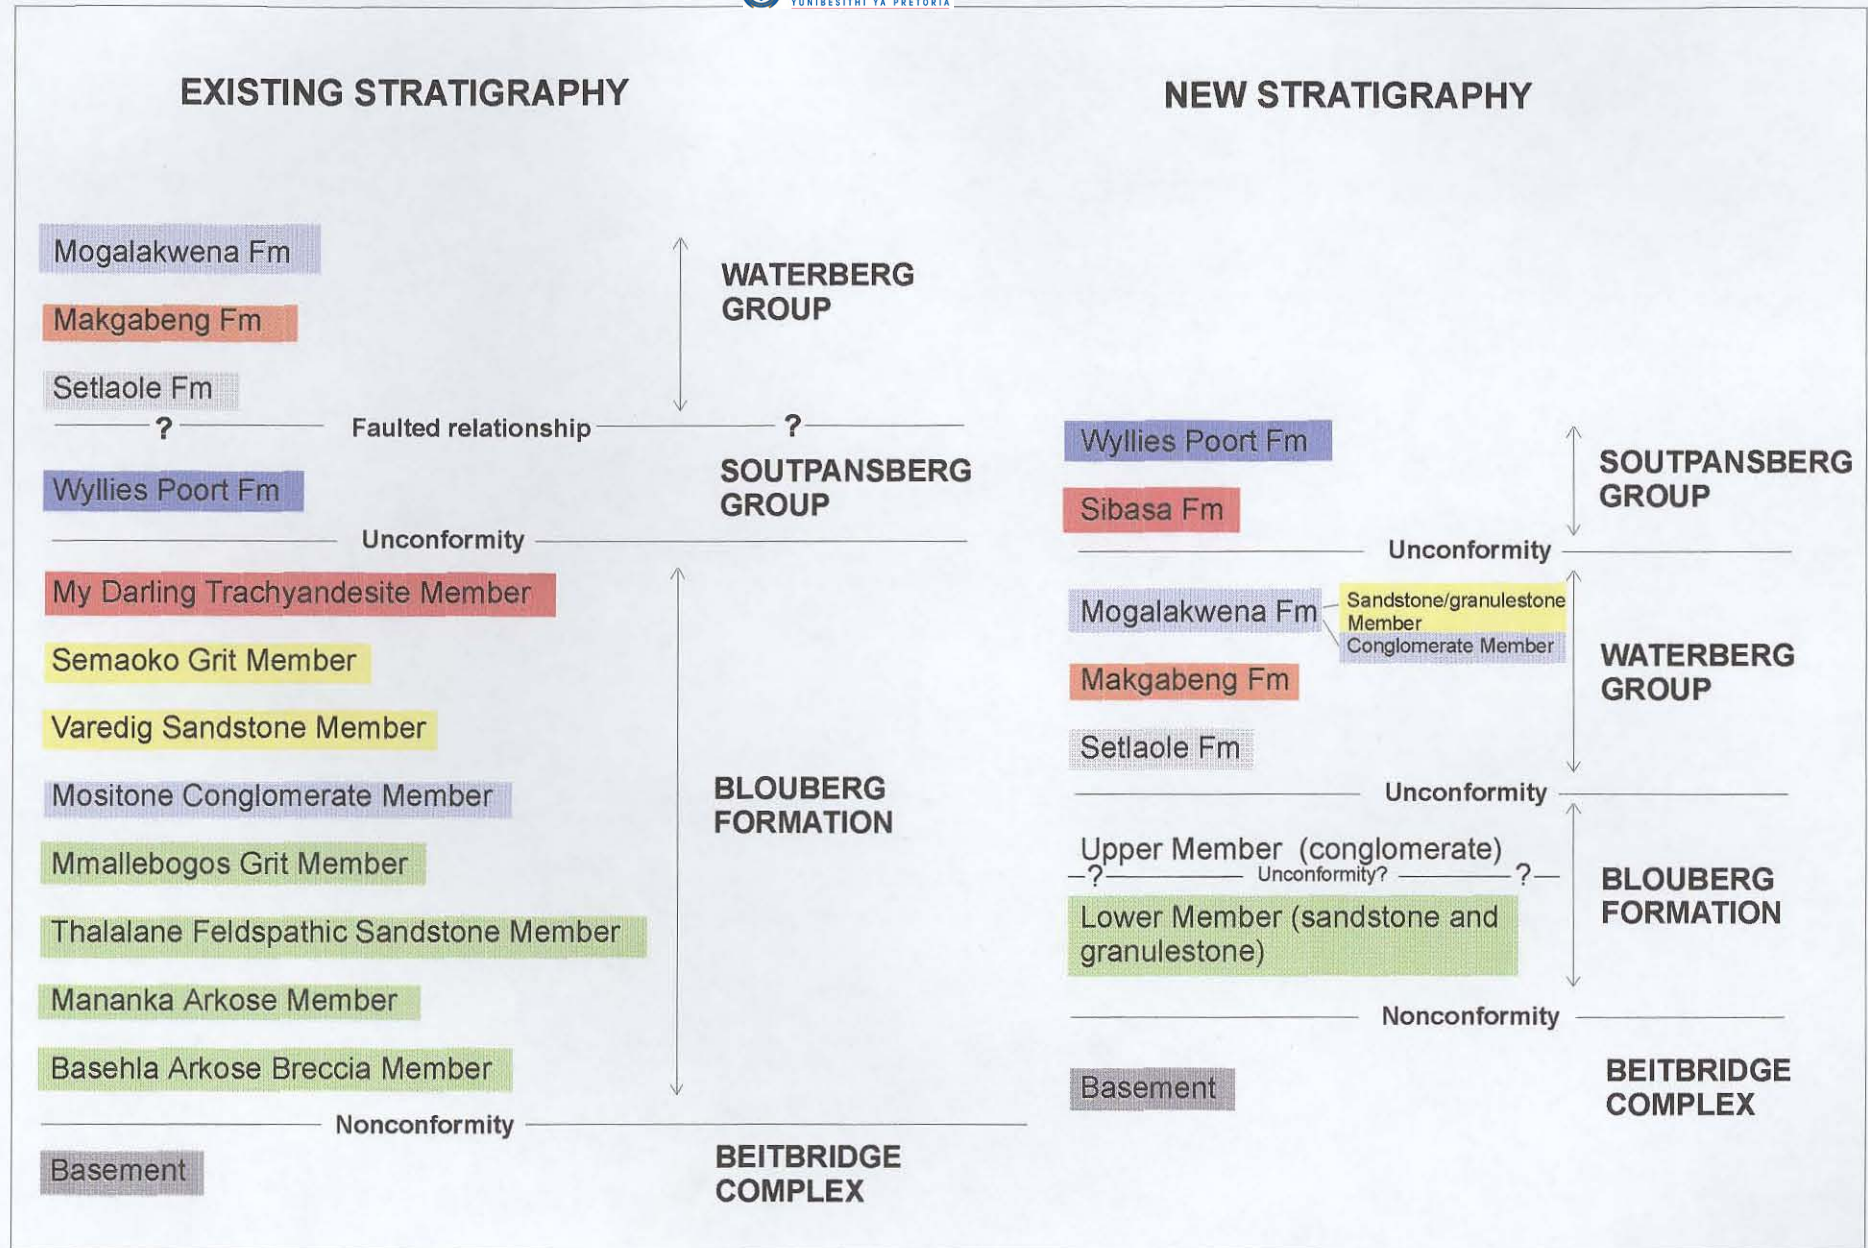 YUNIBESITHI YA PRETORIA
EXISTING STRATIGRAPHY
Mogalakwena Fm
Makgabeng Fm
Setlaole Fm
WATERBERG
GROUP
? Faulted relationship ?
Wyllies Poort Fm
SOUTPANSBERG
GROUP
Unconformity
My Darling Trachyandesite Member
Semaoko Grit Member
Varedig Sandstone Member
Mositone Conglomerate Member
Mmallebogos Grit Member
Thalalane Feldspathic Sandstone Member
Mananka Arkose Member
Basehla Arkose Breccia Member
BLOUBERG
FORMATION
Nonconformity
Basement
BEITBRIDGE
COMPLEX
NEW STRATIGRAPHY
Wyllies Poort Fm
Sibasa Fm
SOUTPANSBERG
GROUP
Unconformity
Mogalakwena Fm
Sandstone/granulestone
Member
Conglomerate Member
Makgabeng Fm
Setlaole Fm
WATERBERG
GROUP
Unconformity
Upper Member (conglomerate)
? Unconformity? ?
Lower Member (sandstone and
granulestone)
BLOUBERG
FORMATION
Nonconformity
Basement
BEITBRIDGE
COMPLEX